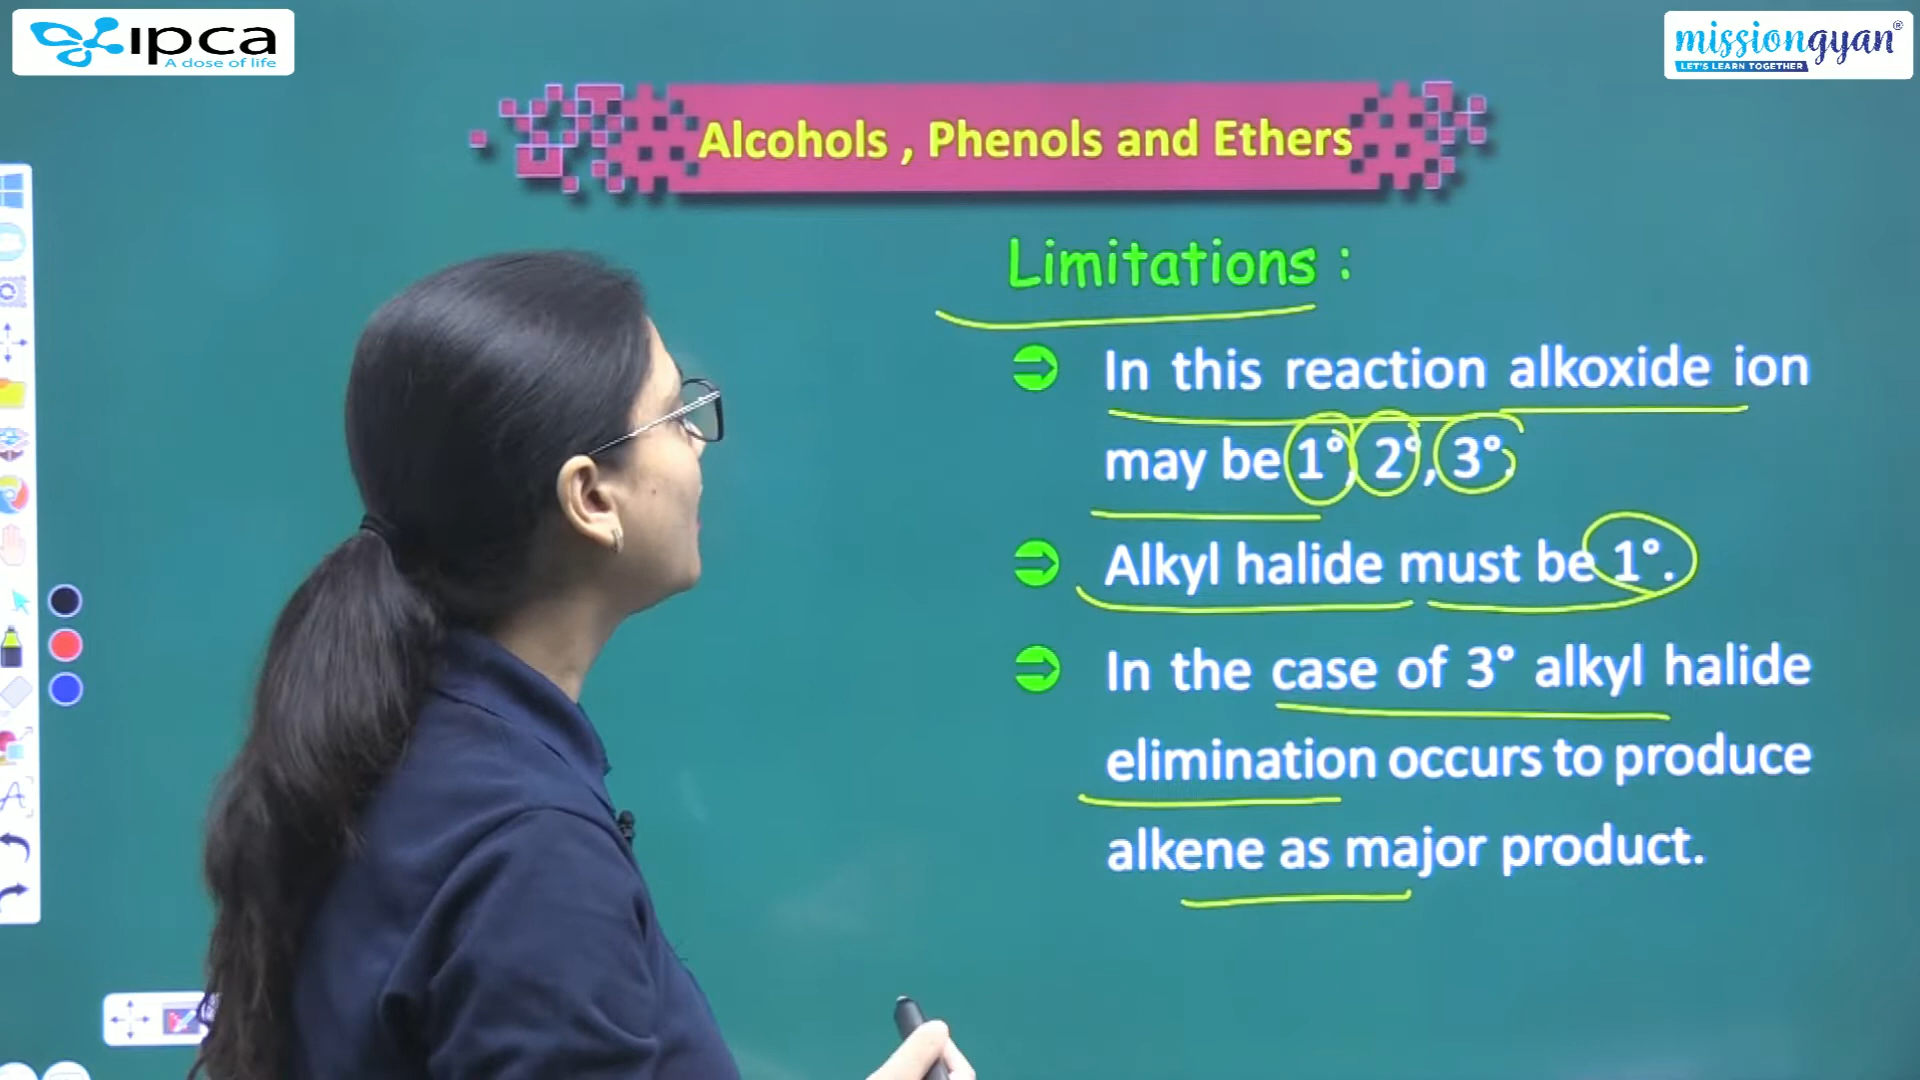 ipca
A dose of life
missiongyan®
LET'S LEARN TOGETHER
Alcohols , Phenols and Ethers
Limitations :
In this reaction alkoxide ion
may be 1°, 2°, 3°.
Alkyl halide must be 1°.
In the case of 3° alkyl halide
elimination occurs to produce
alkene as major product.